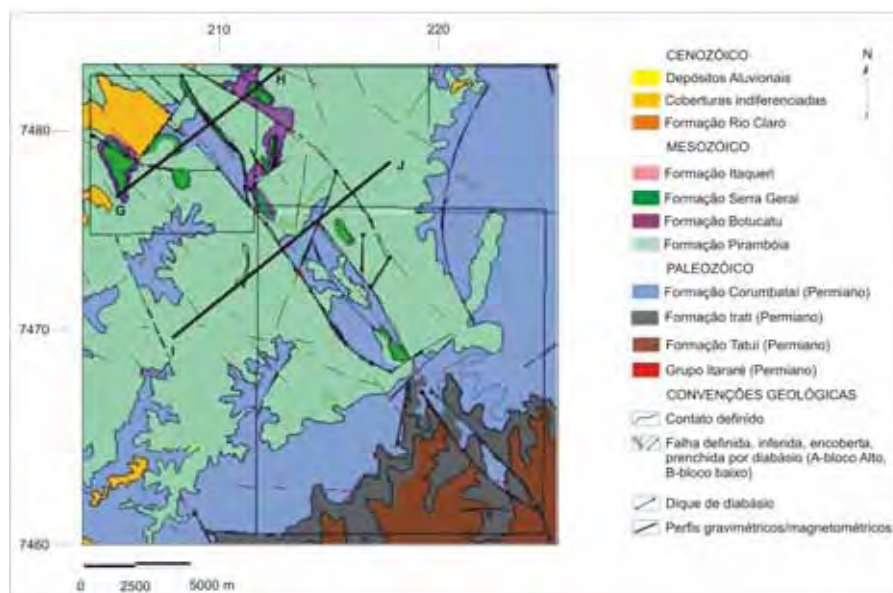 210
220
7480
7470
7460
H
J
G
I
0 2500 5000 m
CENOZÓICO
N
Depósitos Aluvionais
Coberturas indiferenciadas
Formação Rio Claro
MESOZÓICO
Formação Itaqueri
Formação Serra Geral
Formação Botucatu
Formação Pirambóia
PALEOZÓICO
Formação Corumbataí (Permiano)
Formação Irati (Permiano)
Formação Tatuí (Permiano)
Grupo Itararé (Permiano)
CONVENÇÕES GEOLÓGICAS
Contato definido
Falha definida, inferida, encoberta,
prenchida por diabásio (A-bloco Alto,
B-bloco baixo)
Dique de diabásio
Perfis gravimétricos/magnetométricos